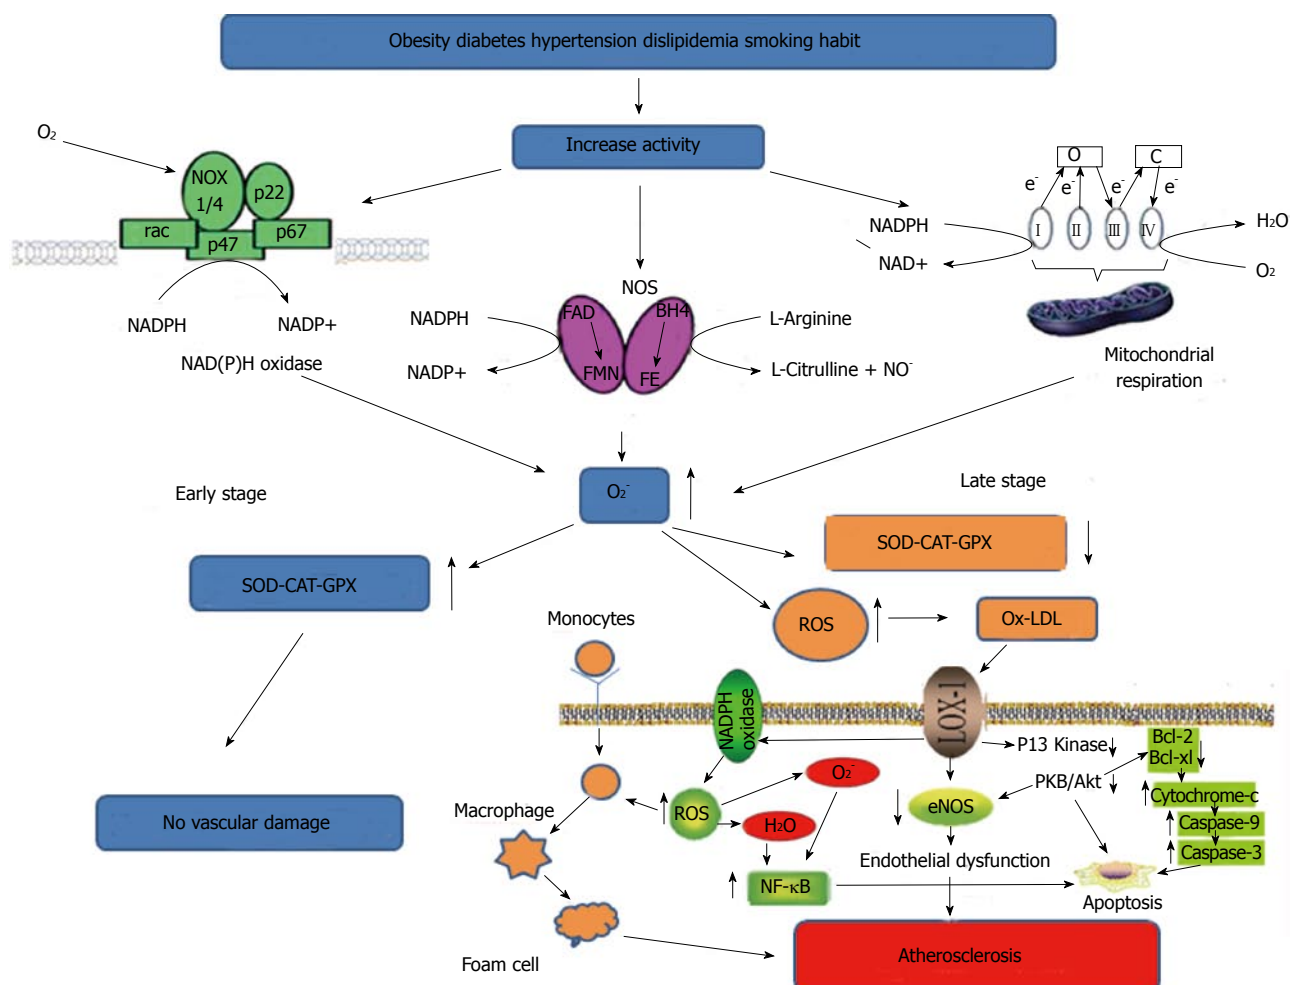 Obesity diabetes hypertension dislipidemia smoking habit
Increase activity
O₂
NOX
1/4
p22
rac
p47
p67
NADPH
NADP+
NAD(P)H oxidase
NOS
NADPH
NADP+
FAD
FMN
BH4
FE
L-Arginine
L-Citrulline + NO⁻
O
C
e⁻
e⁻
e⁻
e⁻
I
II
III
IV
NADPH
NAD+
H₂O
O₂
Mitochondrial
respiration
O₂⁻
Early stage
Late stage
SOD-CAT-GPX
SOD-CAT-GPX
ROS
Ox-LDL
Monocytes
NADPH
oxidase
LOX-1
P13 Kinase
Bcl-2
Bcl-xl
PKB/Akt
Cytochrome-c
Caspase-9
Caspase-3
O₂⁻
eNOS
ROS
H₂O
Macrophage
No vascular damage
Endothelial dysfunction
NF-κB
Apoptosis
Foam cell
Atherosclerosis